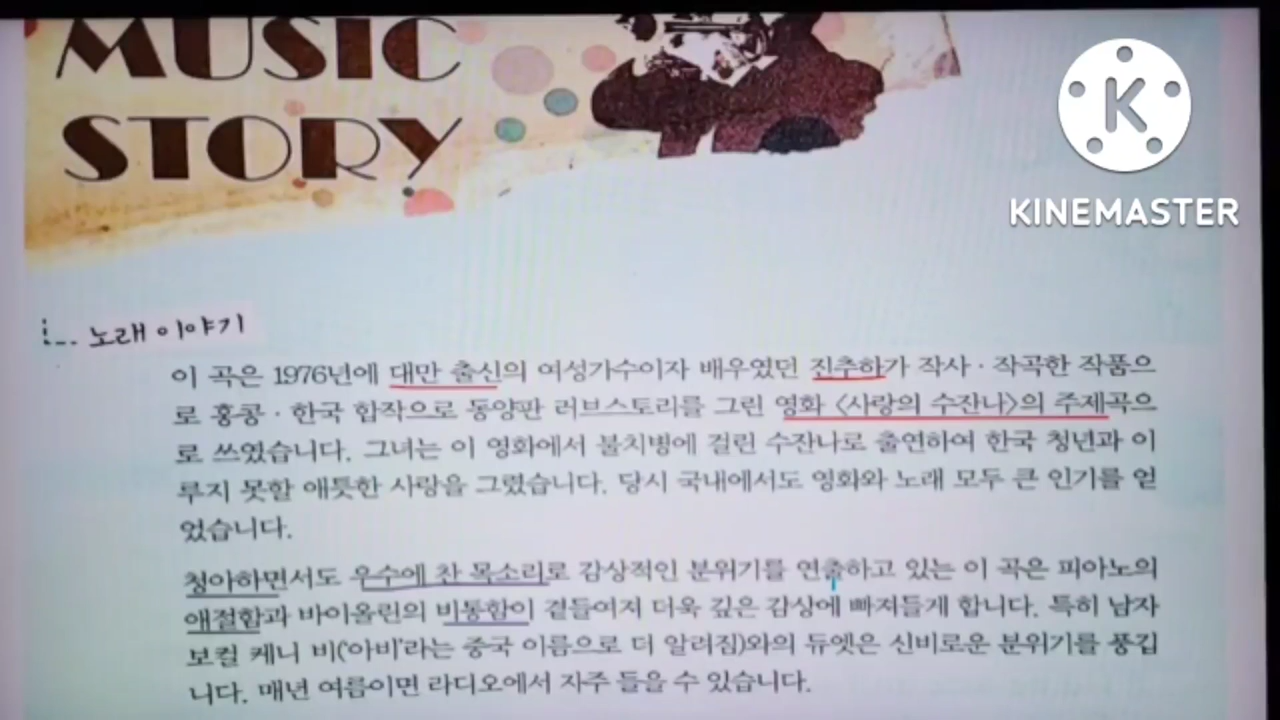 MUSIC
STORY
K
KINEMASTER
노래 이야기
이 곡은 1976년에 대만 출신의 여성가수이자 배우였던 진추하가 작사·작곡한 작품으
로 홍콩·한국 합작으로 동양판 러브스토리를 그린 영화 〈사랑의 수잔나〉의 주제곡으
로 쓰였습니다. 그녀는 이 영화에서 불치병에 걸린 수잔나로 출연하여 한국 청년과 이
루지 못할 애틋한 사랑을 그렸습니다. 당시 국내에서도 영화와 노래 모두 큰 인기를 얻
었습니다.
청아하면서도 우수에 찬 목소리로 감상적인 분위기를 연출하고 있는 이 곡은 피아노의
애절함과 바이올린의 비통함이 곁들여져 더욱 깊은 감상에 빠져들게 합니다. 특히 남자
보컬 케니 비('아비'라는 중국 이름으로 더 알려짐)와의 듀엣은 신비로운 분위기를 풍깁
니다. 매년 여름이면 라디오에서 자주 들을 수 있습니다.